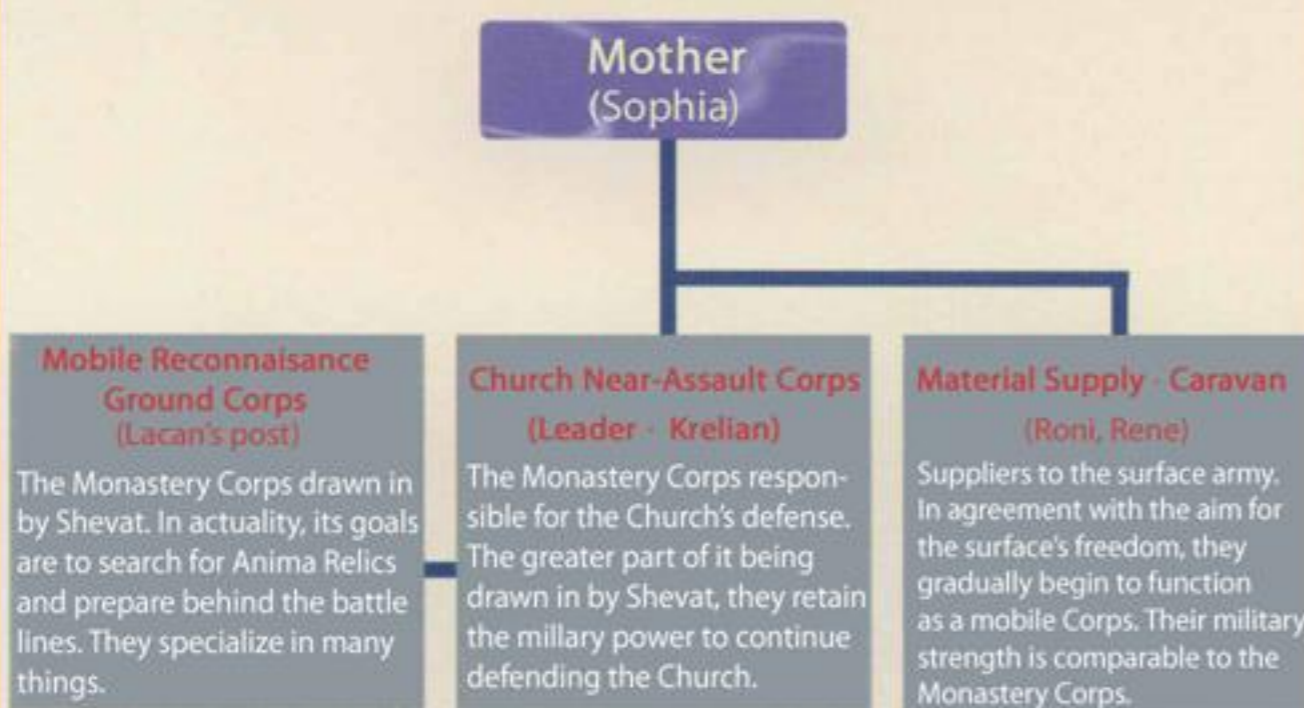 Mother
(Sophia)
Mobile Reconnaisance
Ground Corps
(Lacan's post)
The Monastery Corps drawn in
by Shevat. In actuality, its goals
are to search for Anima Relics
and prepare behind the battle
lines. They specialize in many
things.
Church Near-Assault Corps
(Leader · Krelian)
The Monastery Corps respon-
sible for the Church's defense.
The greater part of it being
drawn in by Shevat, they retain
the millary power to continue
defending the Church.
Material Supply · Caravan
(Roni, Rene)
Suppliers to the surface army.
In agreement with the aim for
the surface's freedom, they
gradually begin to function
as a mobile Corps. Their military
strength is comparable to the
Monastery Corps.